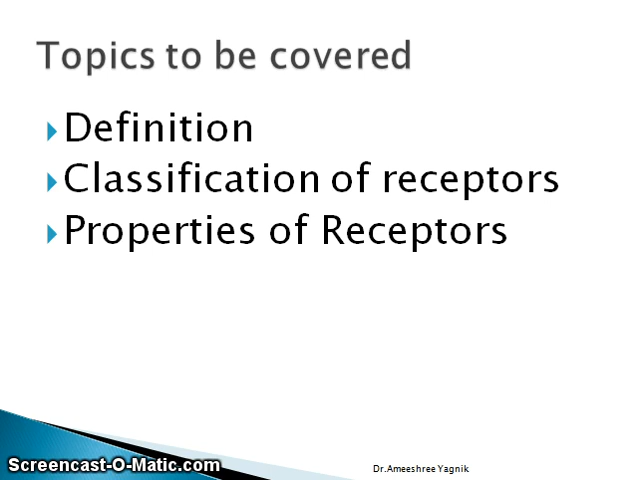 Topics to be covered
Definition
Classification of receptors
Properties of Receptors
Screencast-O-Matic.com
Dr.Ameeshree Yagnik